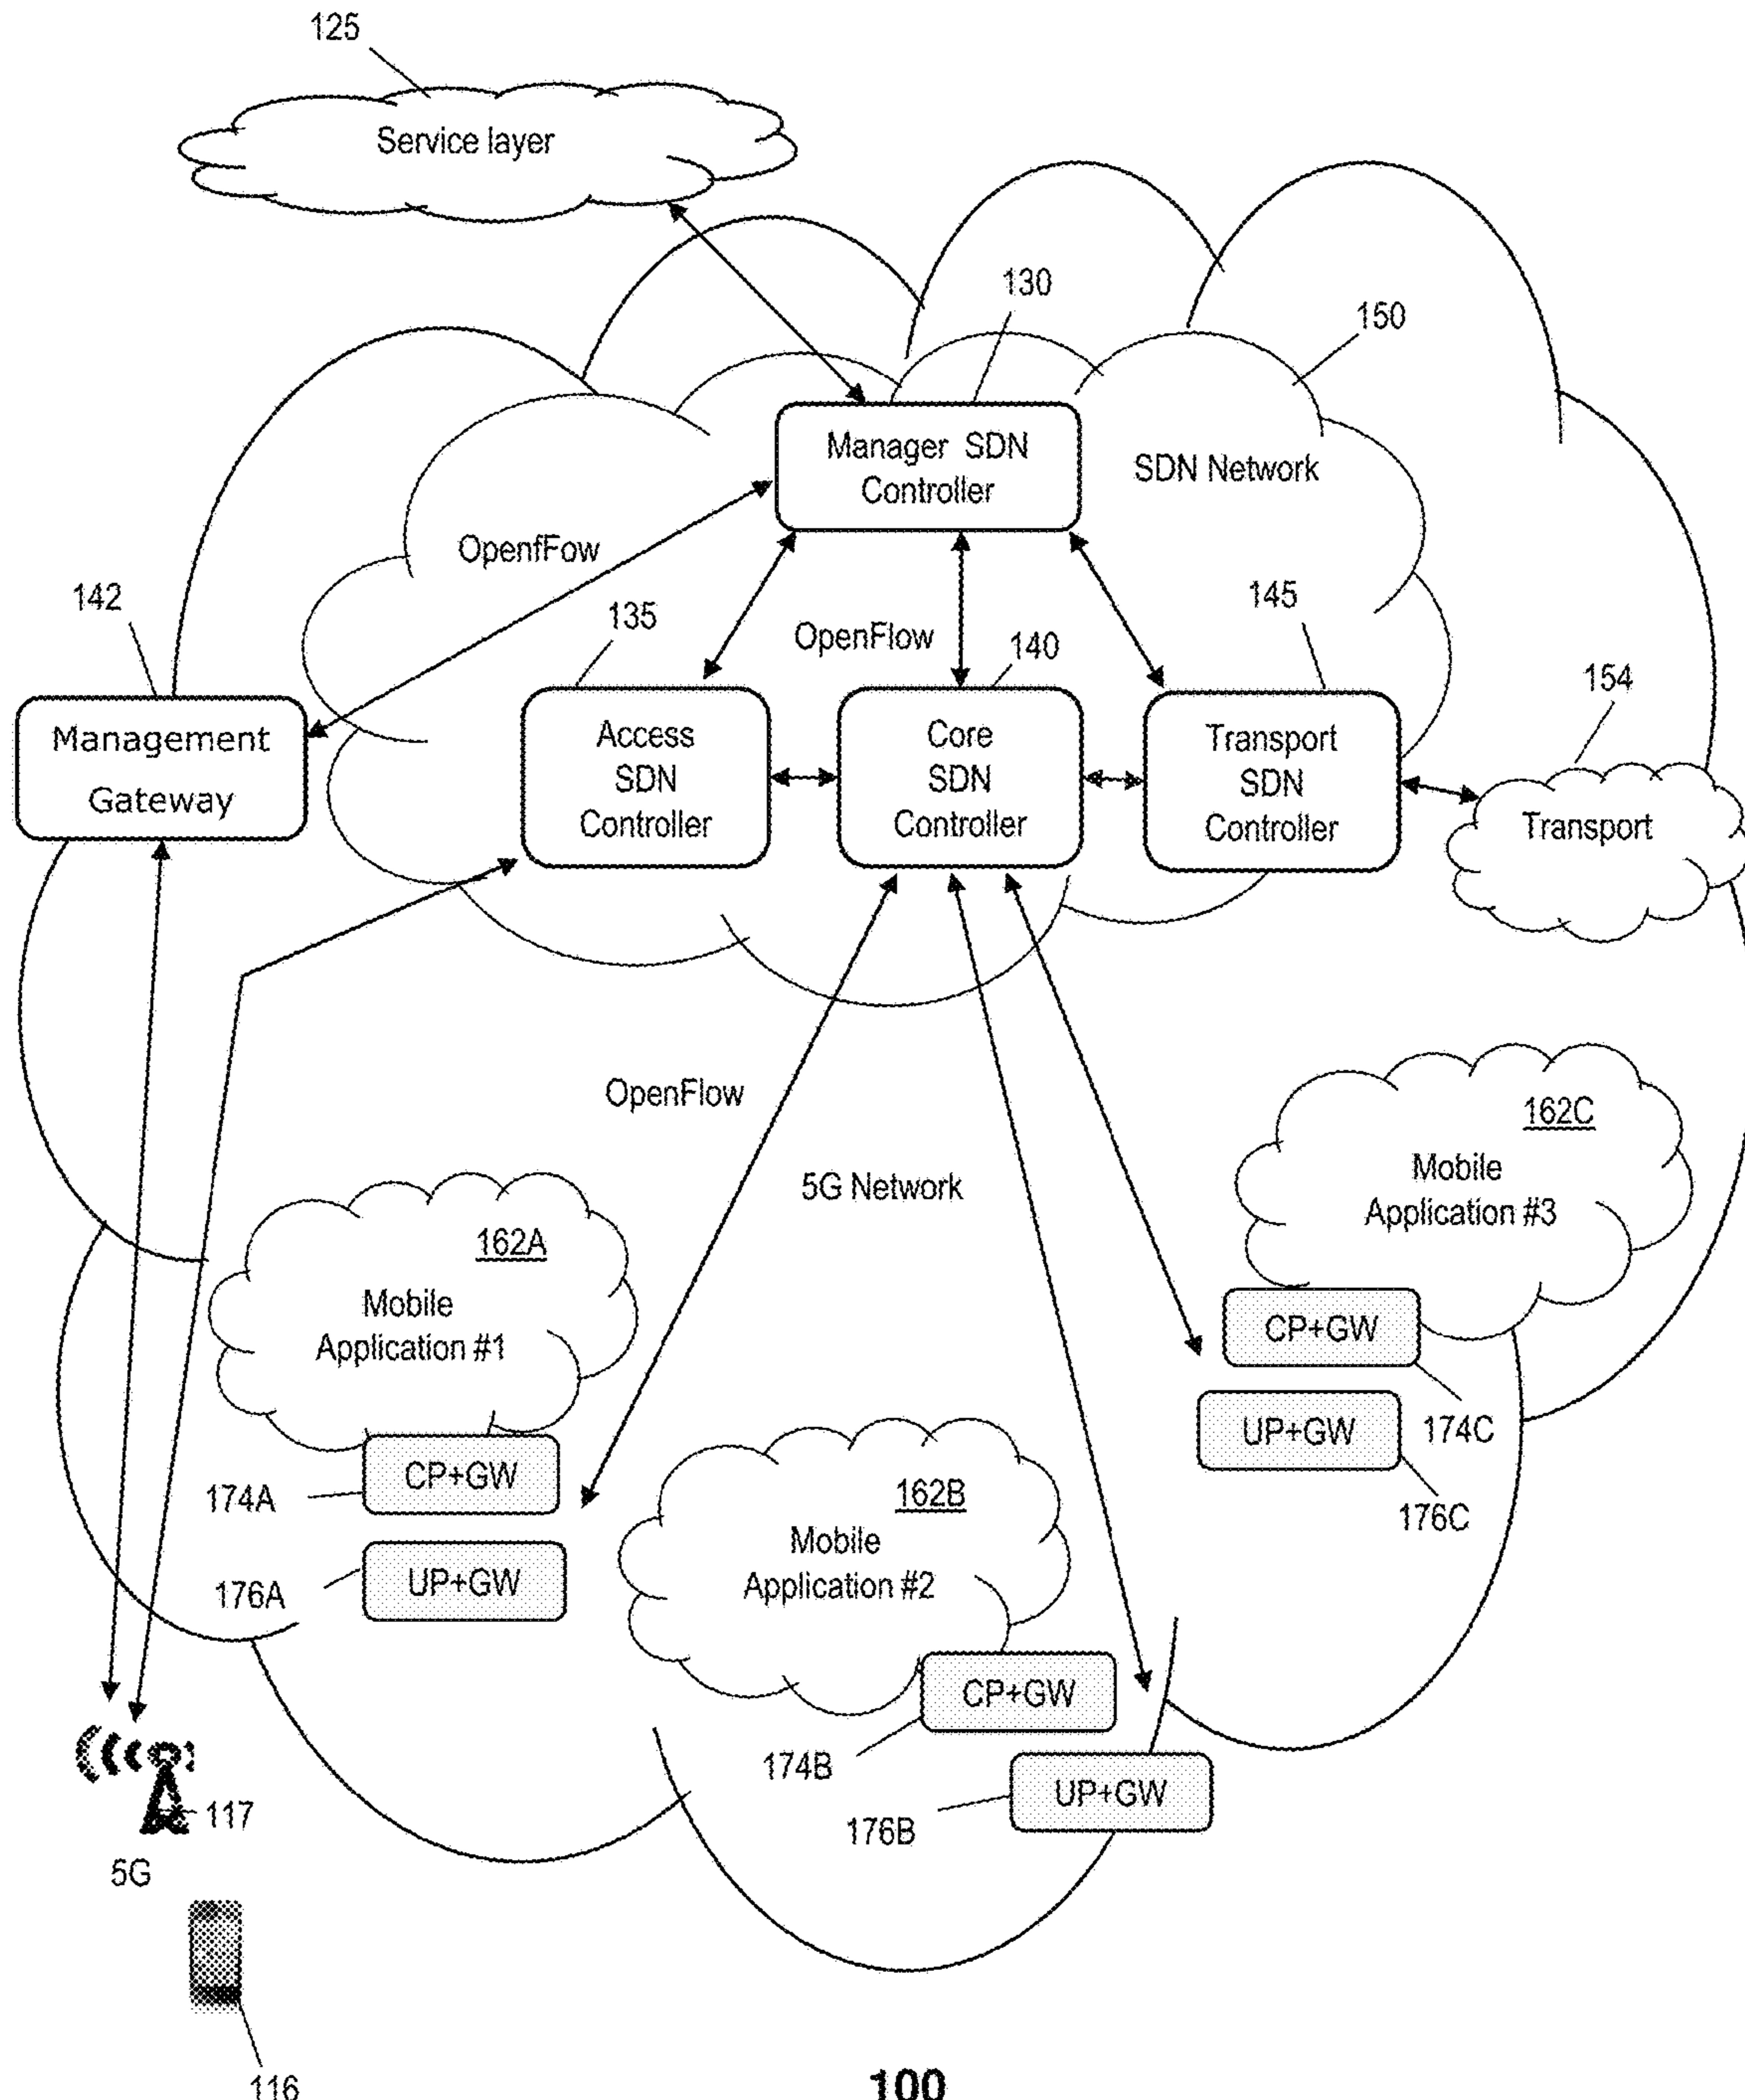 125
Service layer
130
150
Manager SDN
Controller
SDN Network
OpenfFow
142
135
OpenFlow
140
145
154
Management
Gateway
Access
SDN
Controller
Core
SDN
Controller
Transport
SDN
Controller
Transport
OpenFlow
5G Network
162C
Mobile
Application #3
162A
Mobile
Application #1
CP+GW
174C
UP+GW
176C
CP+GW
174A
UP+GW
176A
162B
Mobile
Application #2
CP+GW
174B
UP+GW
176B
117
5G
116
100